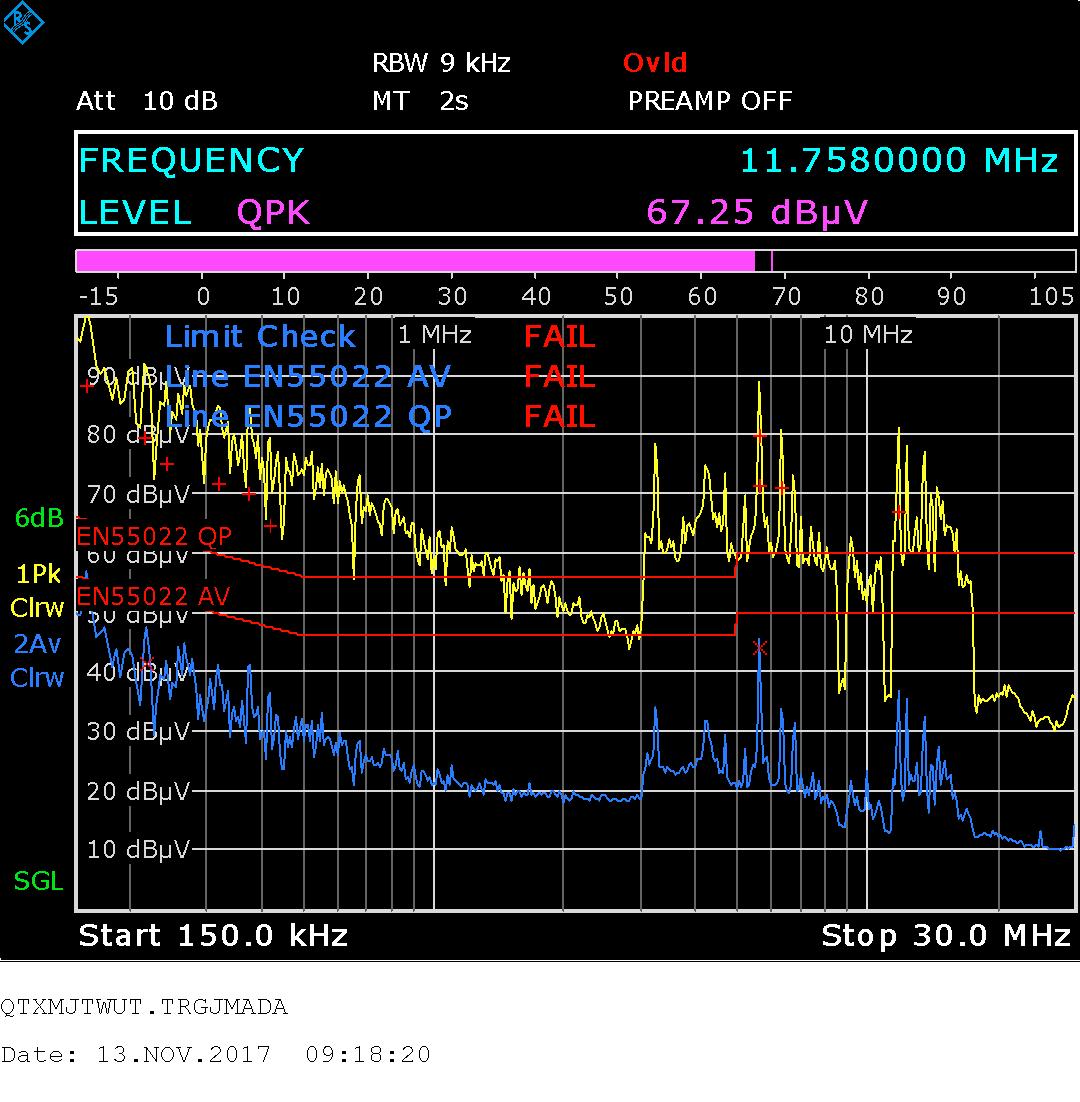 R&S
RBW 9 kHz Ovld
Att 10 dB MT 2s PREAMP OFF
FREQUENCY 11.7580000 MHz
LEVEL QPK 67.25 dBµV
-15 0 10 20 30 40 50 60 70 80 90 105
Limit Check 1 MHz FAIL 10 MHz
90 dBµV Line EN55022 AV FAIL
Line EN55022 QP FAIL
80 dBµV
70 dBµV
6dB
EN55022 QP
60 dBµV
1Pk
EN55022 AV
Clrw
50 dBµV
2Av
40 dBµV
Clrw
30 dBµV
20 dBµV
10 dBµV
SGL
Start 150.0 kHz Stop 30.0 MHz
QTXMJTWUT.TRGJMADA
Date: 13.NOV.2017 09:18:20